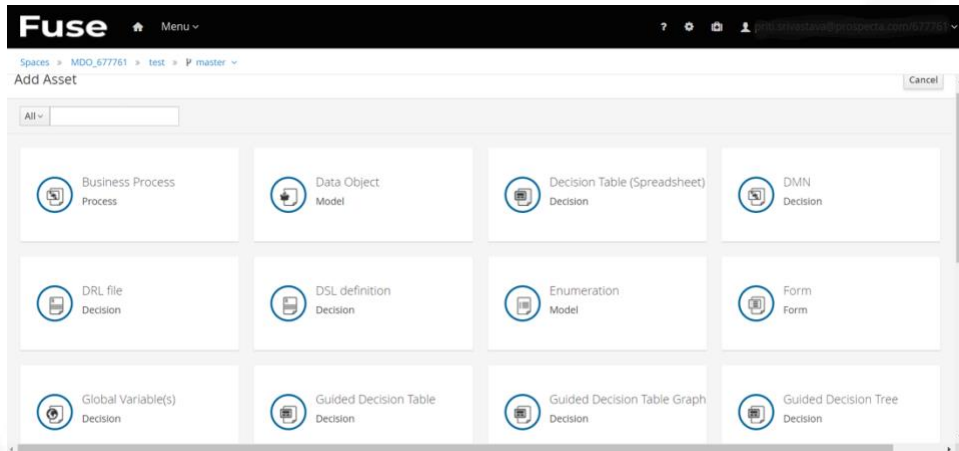 Fuse Menu ?
Spaces » MDO_677761 » test » master
Add Asset Cancel
All
Business Process Data Object Decision Table (Spreadsheet) DMN
Process Model Decision Decision
DRL file DSL definition Enumeration Form
Decision Decision Model Form
Global Variable(s) Guided Decision Table Guided Decision Table Graph Guided Decision Tree
Decision Decision Decision Decision